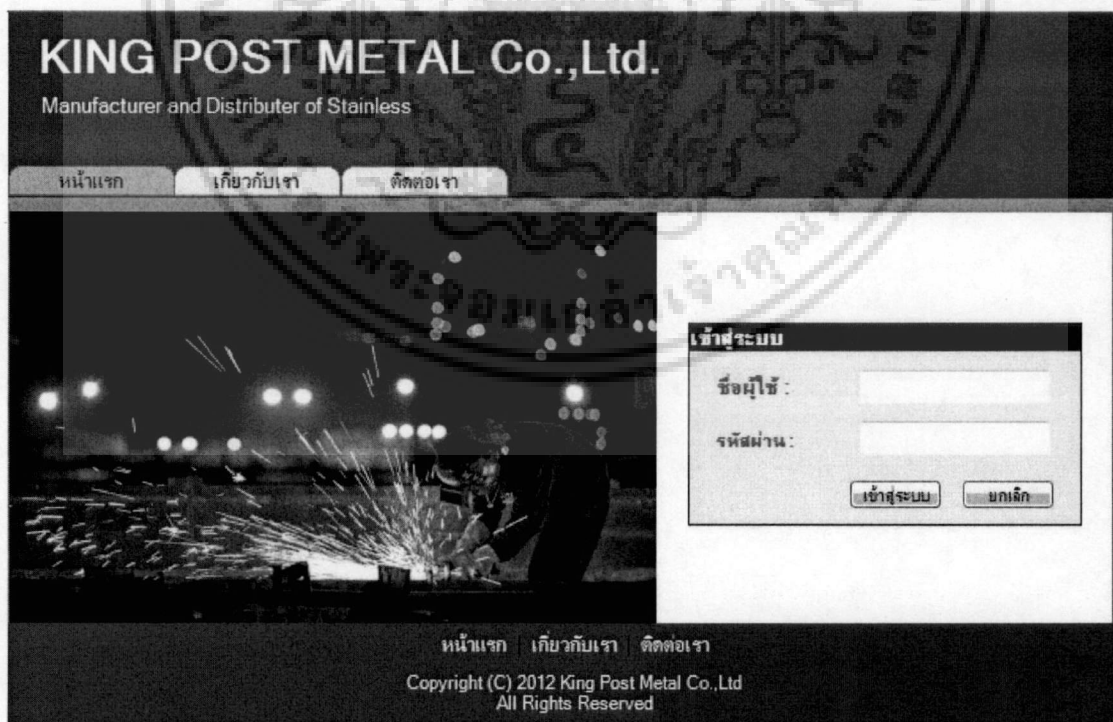 KING POST METAL Co.,Ltd.
Manufacturer and Distributer of Stainless
หน้าแรก เกี่ยวกับเรา ติดต่อเรา
เข้าสู่ระบบ
ชื่อผู้ใช้ :
รหัสผ่าน :
เข้าสู่ระบบ ยกเลิก
หน้าแรก เกี่ยวกับเรา ติดต่อเรา
Copyright (C) 2012 King Post Metal Co.,Ltd
All Rights Reserved